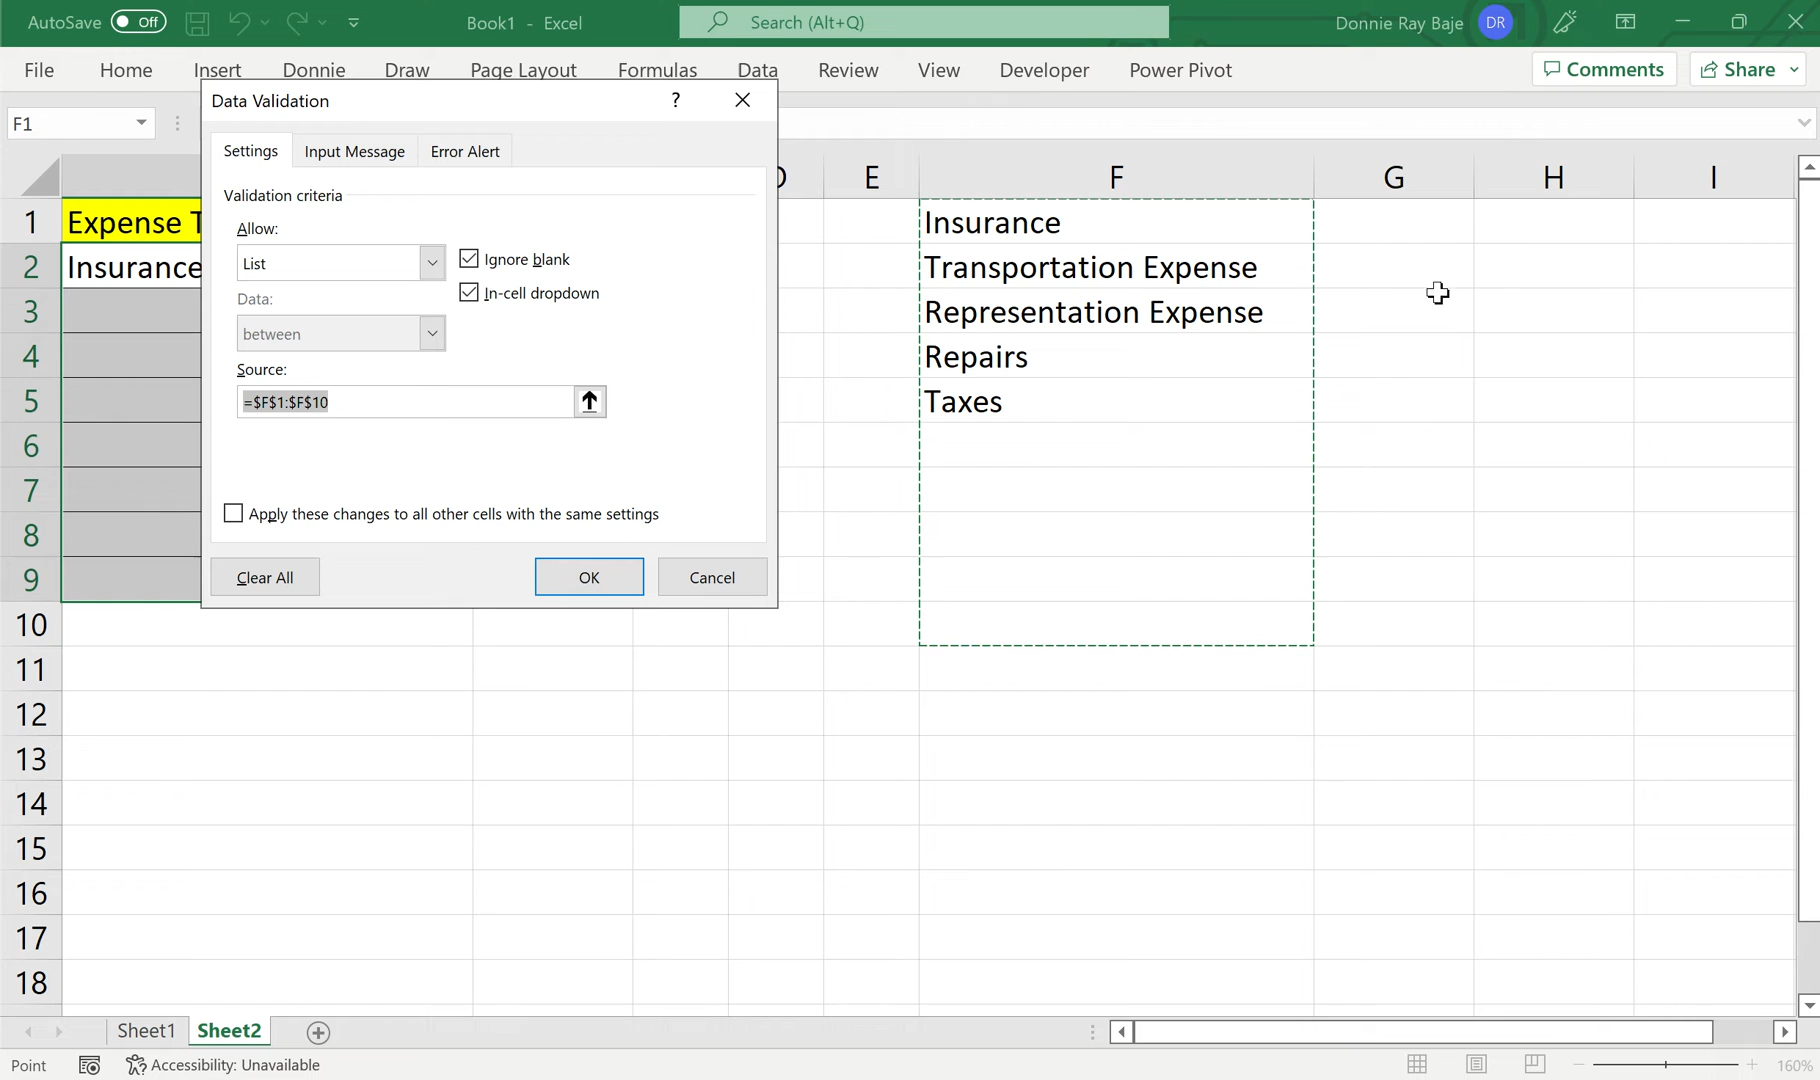 AutoSave Off Book1 - Excel Search (Alt+Q) Donnie Ray Baje DR
File Home Insert Donnie Draw Page Layout Formulas Data Review View Developer Power Pivot Comments Share
F1
Data Validation ?
Settings Input Message Error Alert
Validation criteria
Allow:
List
Ignore blank
In-cell dropdown
Data:
between
Source:
=$F$1:$F$10
Apply these changes to all other cells with the same settings
Clear All OK Cancel
D E F G H I
1 Expense T Insurance
2 Insurance Transportation Expense
3 Representation Expense
4 Repairs
5 Taxes
6
7
8
9
10
11
12
13
14
15
16
17
18
Sheet1 Sheet2
Point Accessibility: Unavailable 160%